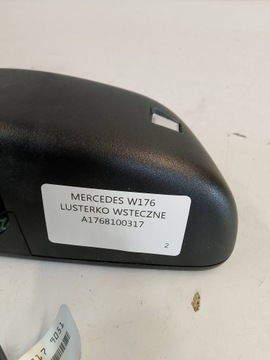 MERCEDES W176
LUSTERKO WSTECZNE
A1768100317
2